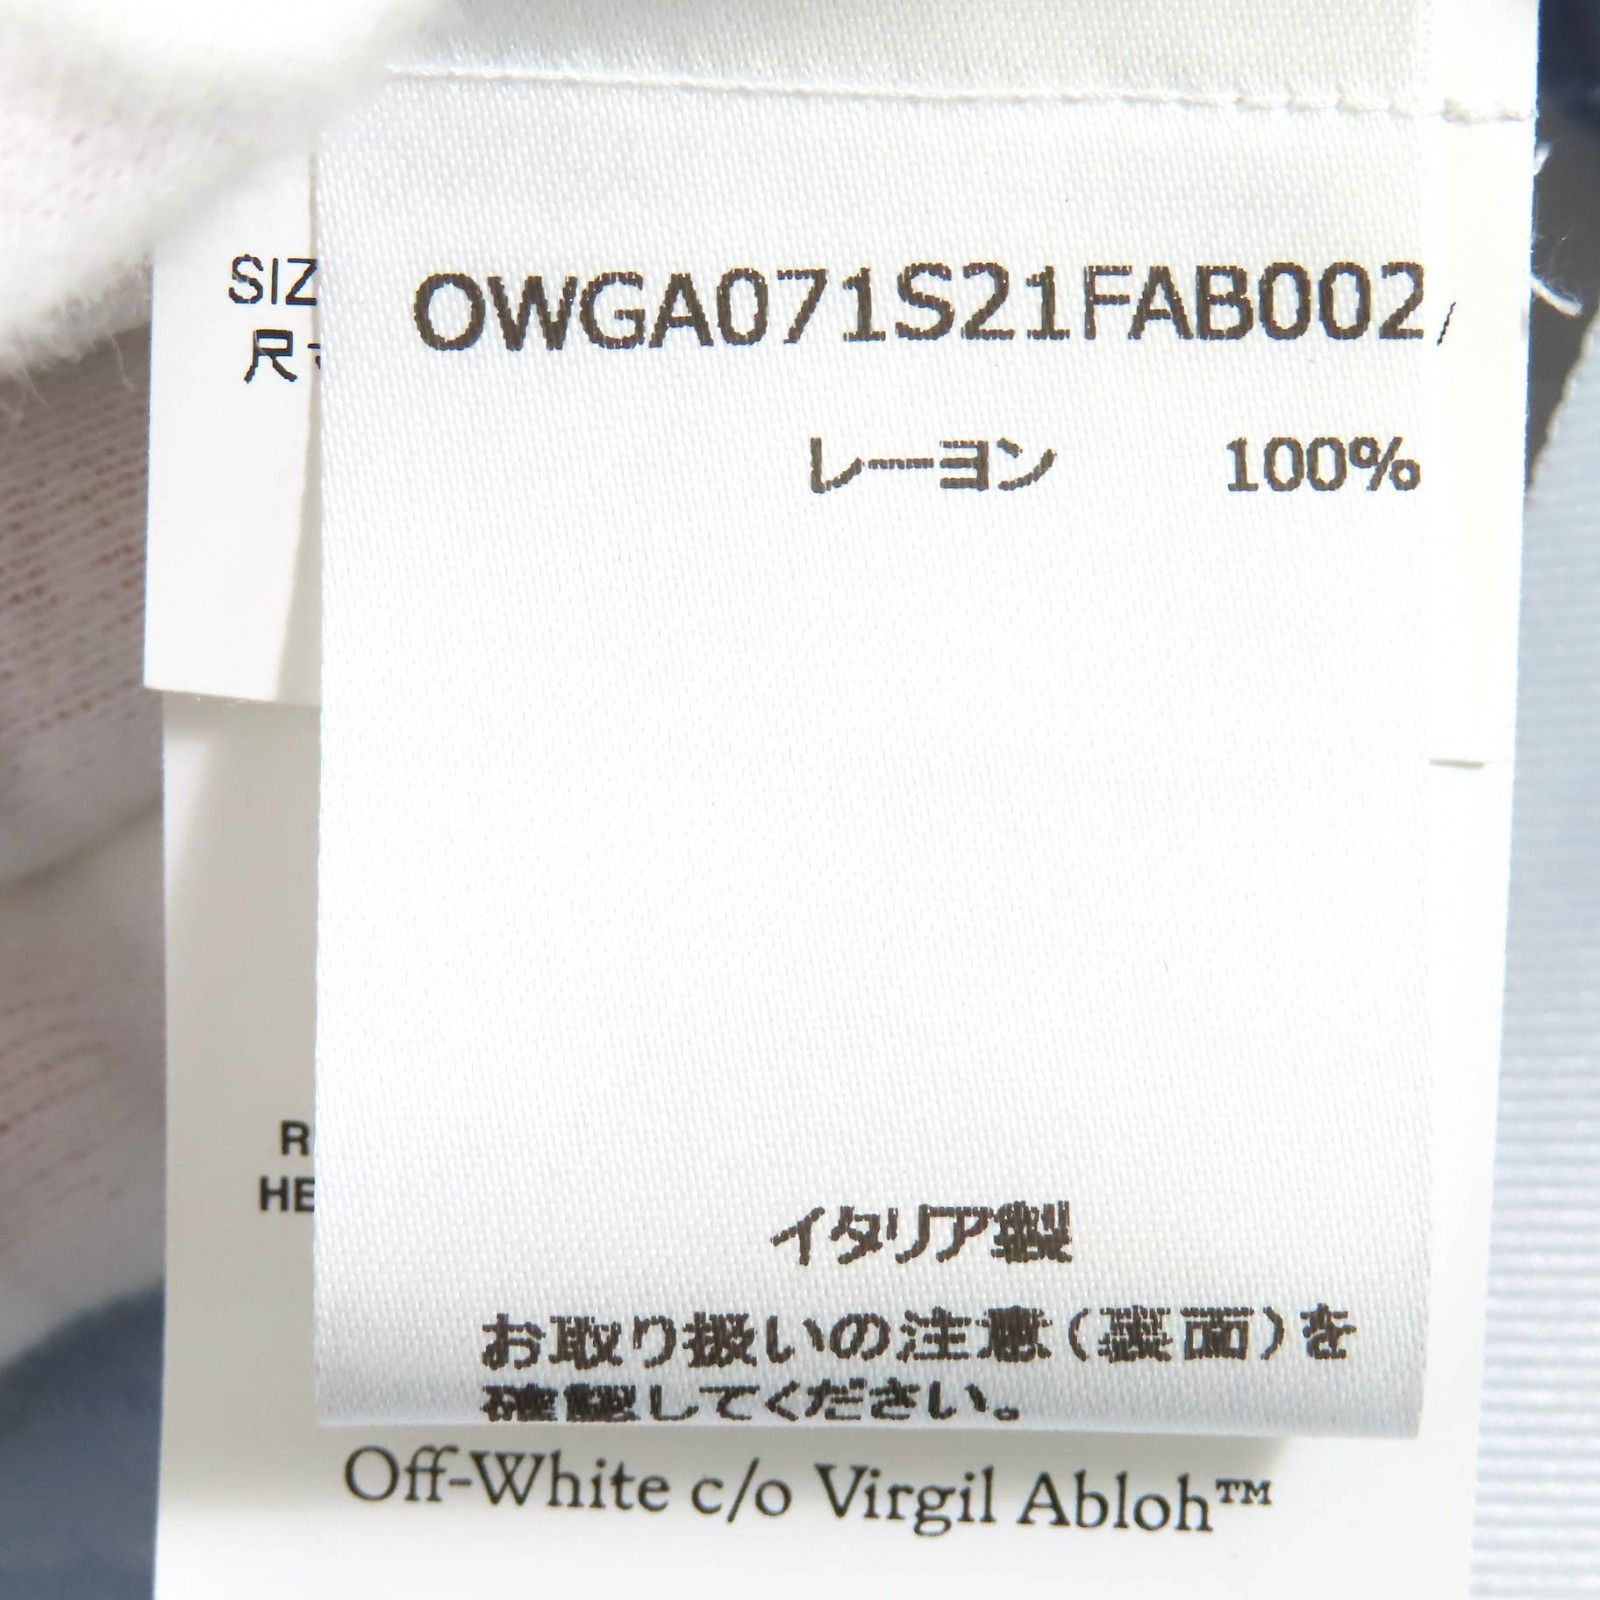 SIZ
尺寸
OWGA071S21FAB002/
レーヨン 100%
R
HE
イタリア製
お取り扱いの注意(裏面)を
確認してください。
Off-White c/o Virgil Abloh™